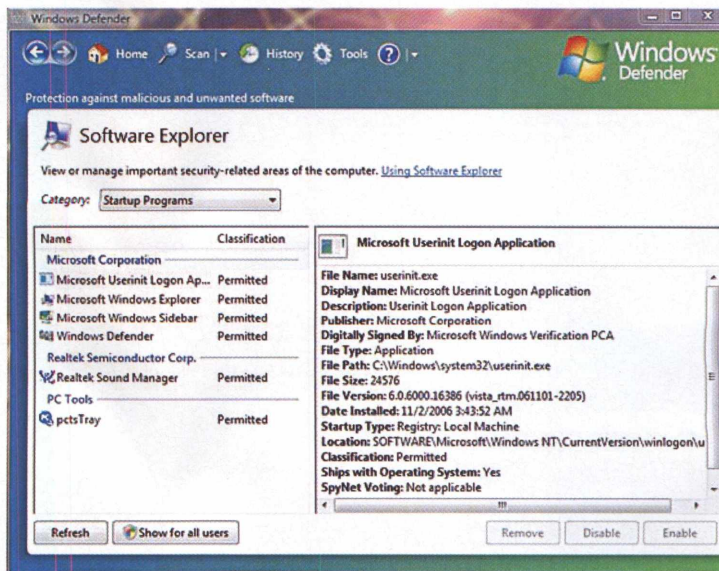 Windows Defender
Home Scan History Tools ?
Windows
Defender
Protection against malicious and unwanted software
Software Explorer
View or manage important security-related areas of the computer. Using Software Explorer
Category: Startup Programs
Name Classification
Microsoft Corporation
Microsoft Userinit Logon Ap... Permitted
Microsoft Windows Explorer Permitted
Microsoft Windows Sidebar Permitted
Windows Defender Permitted
Realtek Semiconductor Corp.
Realtek Sound Manager Permitted
PC Tools
pctsTray Permitted
Microsoft Userinit Logon Application
File Name: userinit.exe
Display Name: Microsoft Userinit Logon Application
Description: Userinit Logon Application
Publisher: Microsoft Corporation
Digitally Signed By: Microsoft Windows Verification PCA
File Type: Application
File Path: C:\Windows\system32\userinit.exe
File Size: 24576
File Version: 6.0.6000.16386 (vista_rtm.061101-2205)
Date Installed: 11/2/2006 3:43:52 AM
Startup Type: Registry: Local Machine
Location: SOFTWARE\Microsoft\Windows NT\CurrentVersion\winlogon\u
Classification: Permitted
Ships with Operating System: Yes
SpyNet Voting: Not applicable
Refresh Show for all users Remove Disable Enable